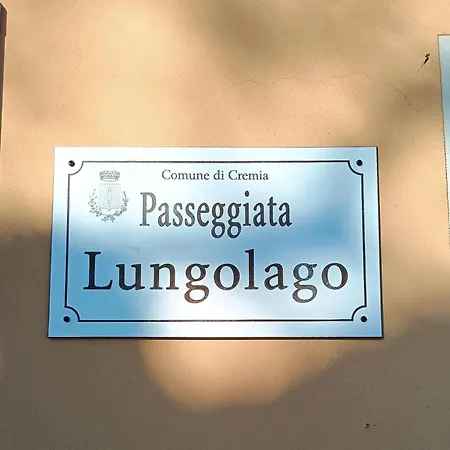 Comune di Cremia
Passeggiata
Lungolago